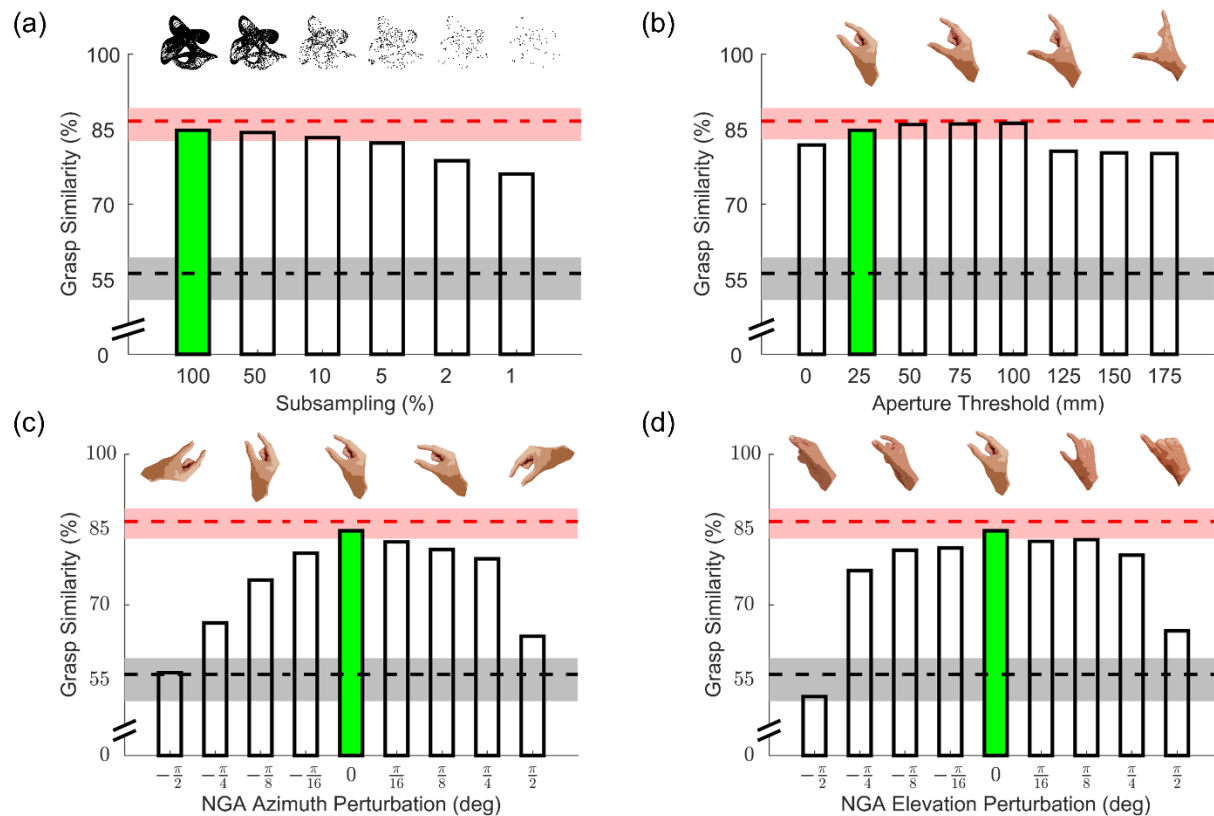 (a)
100
85
70
55
0
Grasp Similarity (%)
100 50 10 5 2 1
Subsampling (%)
(b)
100
85
70
55
0
Grasp Similarity (%)
0 25 50 75 100 125 150 175
Aperture Threshold (mm)
(c)
100
85
70
55
0
Grasp Similarity (%)
−π/2 −π/4 −π/8 −π/16 0 π/16 π/8 π/4 π/2
NGA Azimuth Perturbation (deg)
(d)
100
85
70
55
0
Grasp Similarity (%)
−π/2 −π/4 −π/8 −π/16 0 π/16 π/8 π/4 π/2
NGA Elevation Perturbation (deg)